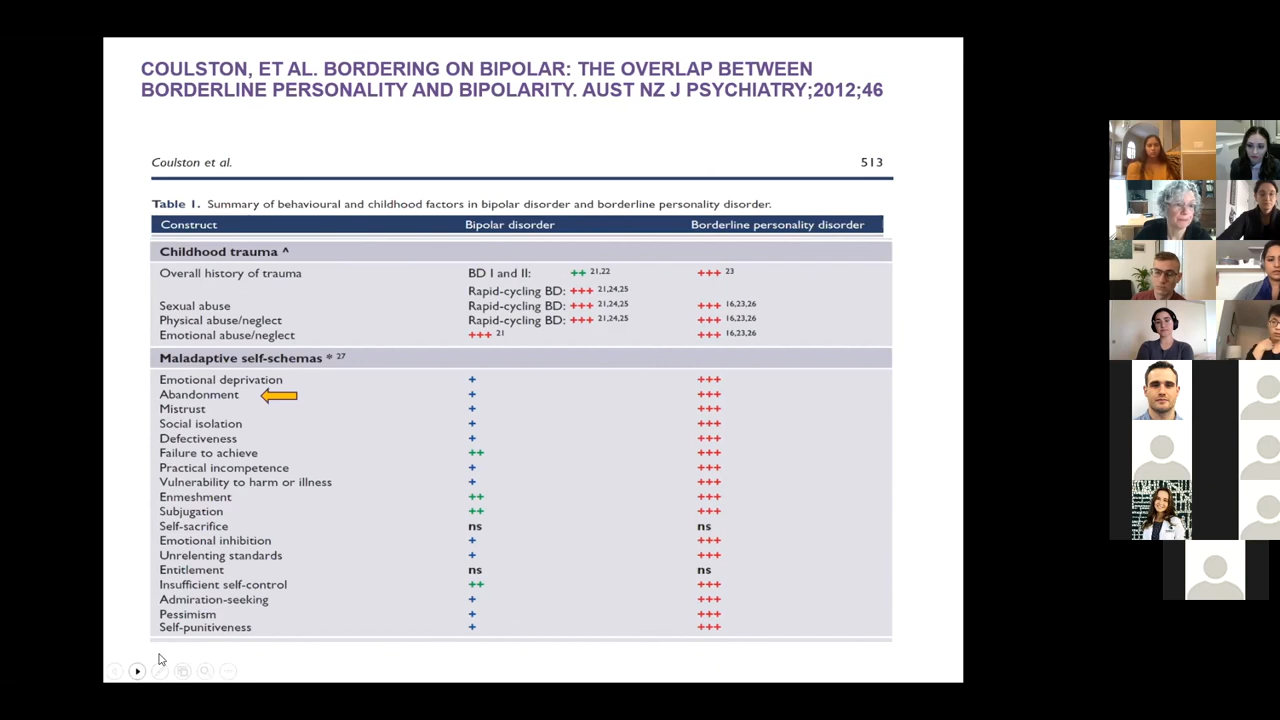 COULSTON, ET AL. BORDERING ON BIPOLAR: THE OVERLAP BETWEEN
BORDERLINE PERSONALITY AND BIPOLARITY. AUST NZ J PSYCHIATRY;2012;46
Coulston et al. 513
Table 1. Summary of behavioural and childhood factors in bipolar disorder and borderline personality disorder.
Construct Bipolar disorder Borderline personality disorder
Childhood trauma ^
Overall history of trauma BD I and II: ++ 21,22 +++ 23
Rapid-cycling BD: +++ 21,24,25
Sexual abuse Rapid-cycling BD: +++ 21,24,25 +++ 16,23,26
Physical abuse/neglect Rapid-cycling BD: +++ 21,24,25 +++ 16,23,26
Emotional abuse/neglect +++ 21 +++ 16,23,26
Maladaptive self-schemas * 27
Emotional deprivation + +++
Abandonment + +++
Mistrust + +++
Social isolation + +++
Defectiveness + +++
Failure to achieve ++ +++
Practical incompetence + +++
Vulnerability to harm or illness + +++
Enmeshment ++ +++
Subjugation ++ +++
Self-sacrifice ns ns
Emotional inhibition + +++
Unrelenting standards + +++
Entitlement ns ns
Insufficient self-control ++ +++
Admiration-seeking + +++
Pessimism + +++
Self-punitiveness + +++